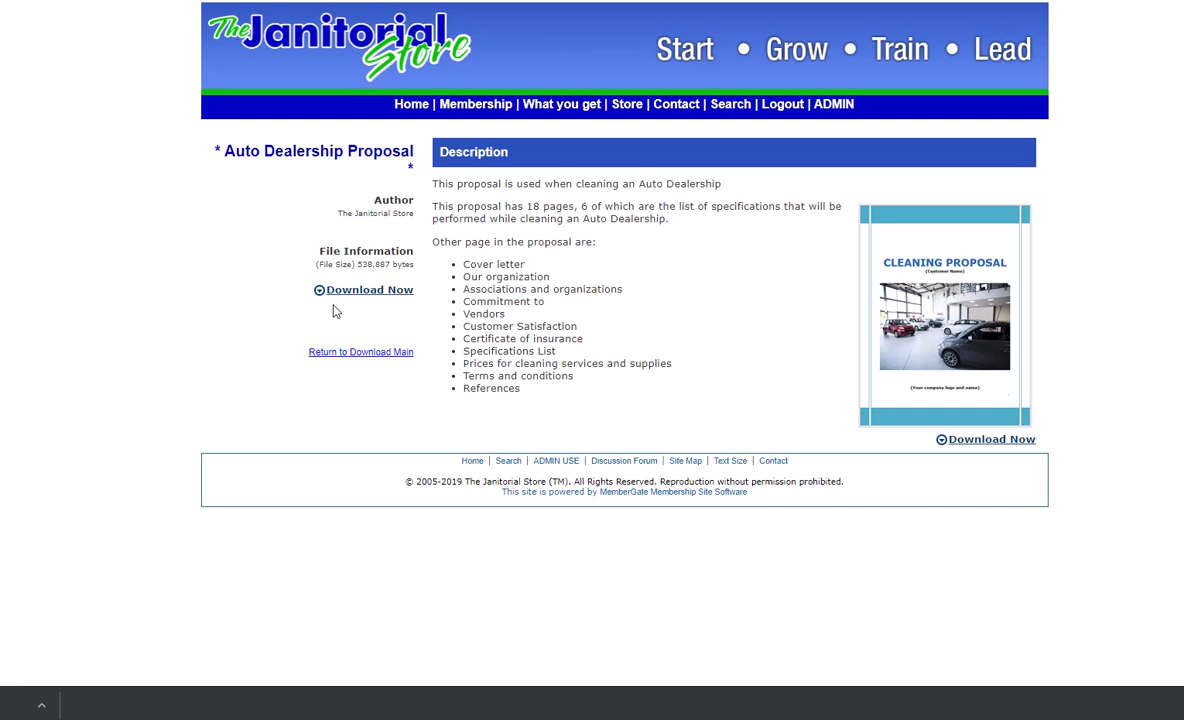 The Janitorial Store
Start • Grow • Train • Lead
Home | Membership | What you get | Store | Contact | Search | Logout | ADMIN
* Auto Dealership Proposal
*
Author
The Janitorial Store
File Information
(File Size) 538,887 bytes
Download Now
Return to Download Main
Description
This proposal is used when cleaning an Auto Dealership
This proposal has 18 pages, 6 of which are the list of specifications that will be
performed while cleaning an Auto Dealership.
Other page in the proposal are:
• Cover letter
• Our organization
• Associations and organizations
• Commitment to
• Vendors
• Customer Satisfaction
• Certificate of insurance
• Specifications List
• Prices for cleaning services and supplies
• Terms and conditions
• References
CLEANING PROPOSAL
(Customer Name)
(Your company logo and name)
Download Now
Home | Search | ADMIN USE | Discussion Forum | Site Map | Text Size | Contact
© 2005-2019 The Janitorial Store (TM). All Rights Reserved. Reproduction without permission prohibited.
This site is powered by MemberGate Membership Site Software